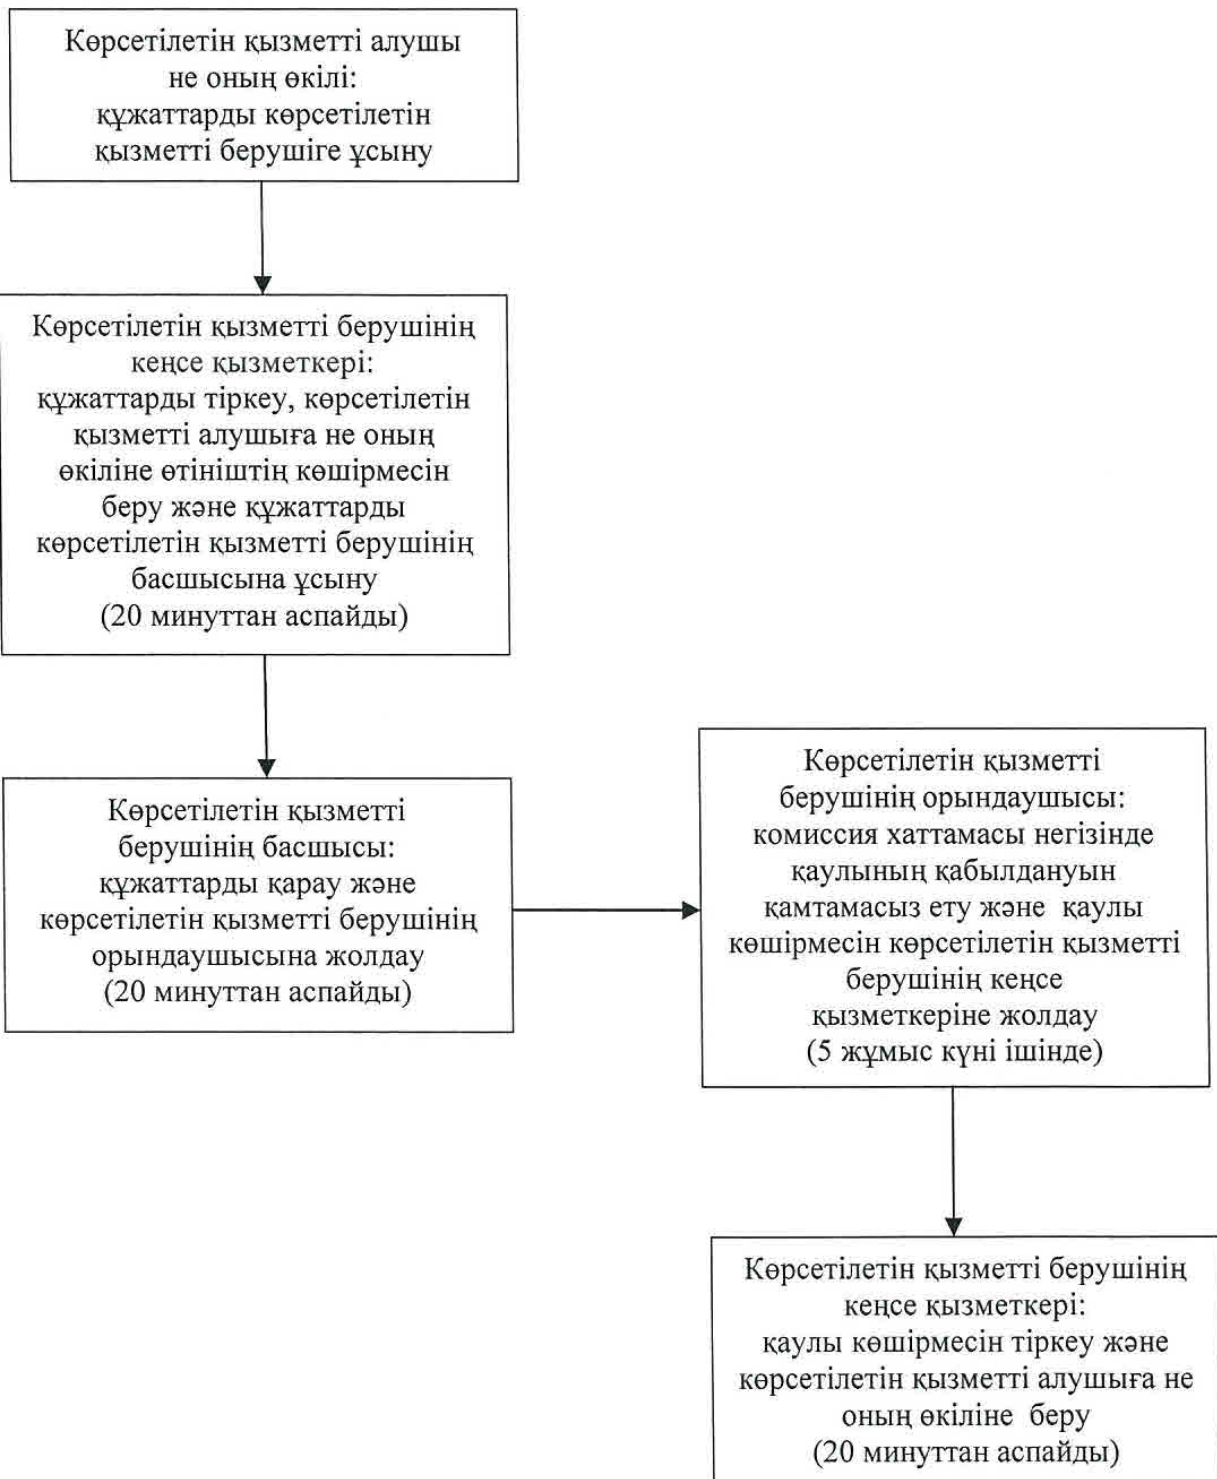 Көрсетілетін қызметті алушы
не оның өкілі:
құжаттарды көрсетілетін
қызметті берушіге ұсыну
Көрсетілетін қызметті берушінің
кеңсе қызметкері:
құжаттарды тіркеу, көрсетілетін
қызметті алушыға не оның
өкіліне өтініштің көшірмесін
беру және құжаттарды
көрсетілетін қызметті берушінің
басшысына ұсыну
(20 минуттан аспайды)
Көрсетілетін қызметті
берушінің басшысы:
құжаттарды қарау және
көрсетілетін қызметті берушінің
орындаушысына жолдау
(20 минуттан аспайды)
Көрсетілетін қызметті
берушінің орындаушысы:
комиссия хаттамасы негізінде
қаулының қабылдануын
қамтамасыз ету және қаулы
көшірмесін көрсетілетін қызметті
берушінің кеңсе
қызметкеріне жолдау
(5 жұмыс күні ішінде)
Көрсетілетін қызметті берушінің
кеңсе қызметкері:
қаулы көшірмесін тіркеу және
көрсетілетін қызметті алушыға не
оның өкіліне беру
(20 минуттан аспайды)